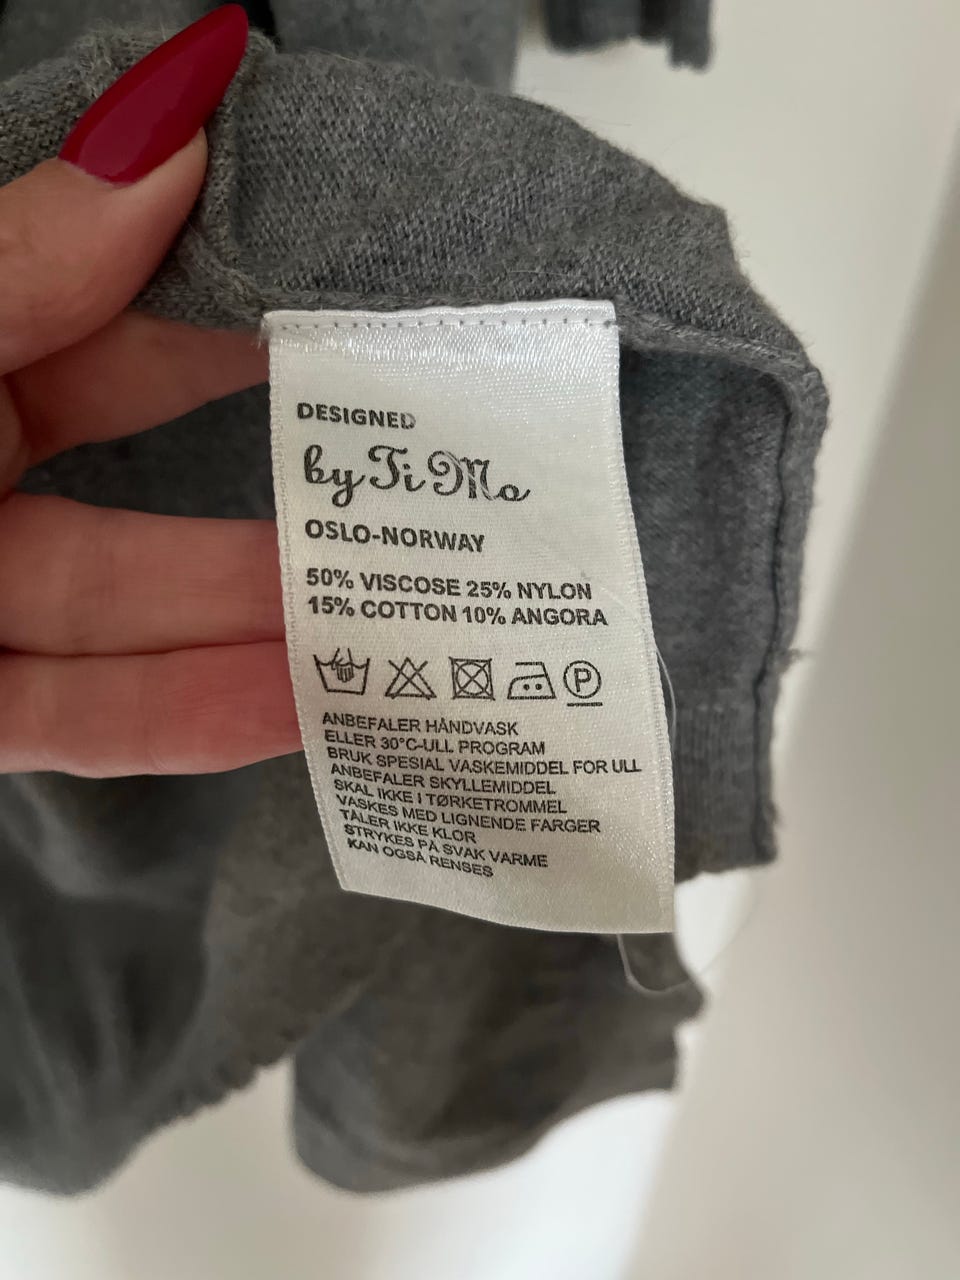 DESIGNED
by Ti Mo
OSLO-NORWAY
50% VISCOSE 25% NYLON
15% COTTON 10% ANGORA
P
ANBEFALER HÅNDVASK
ELLER 30°C-ULL PROGRAM
BRUK SPESIAL VASKEMIDDEL FOR ULL
ANBEFALER SKYLLEMIDDEL
SKAL IKKE I TØRKETROMMEL
VASKES MED LIGNENDE FARGER
TÅLER IKKE KLOR
STRYKES PÅ SVAK VARME
KAN OGSÅ RENSES